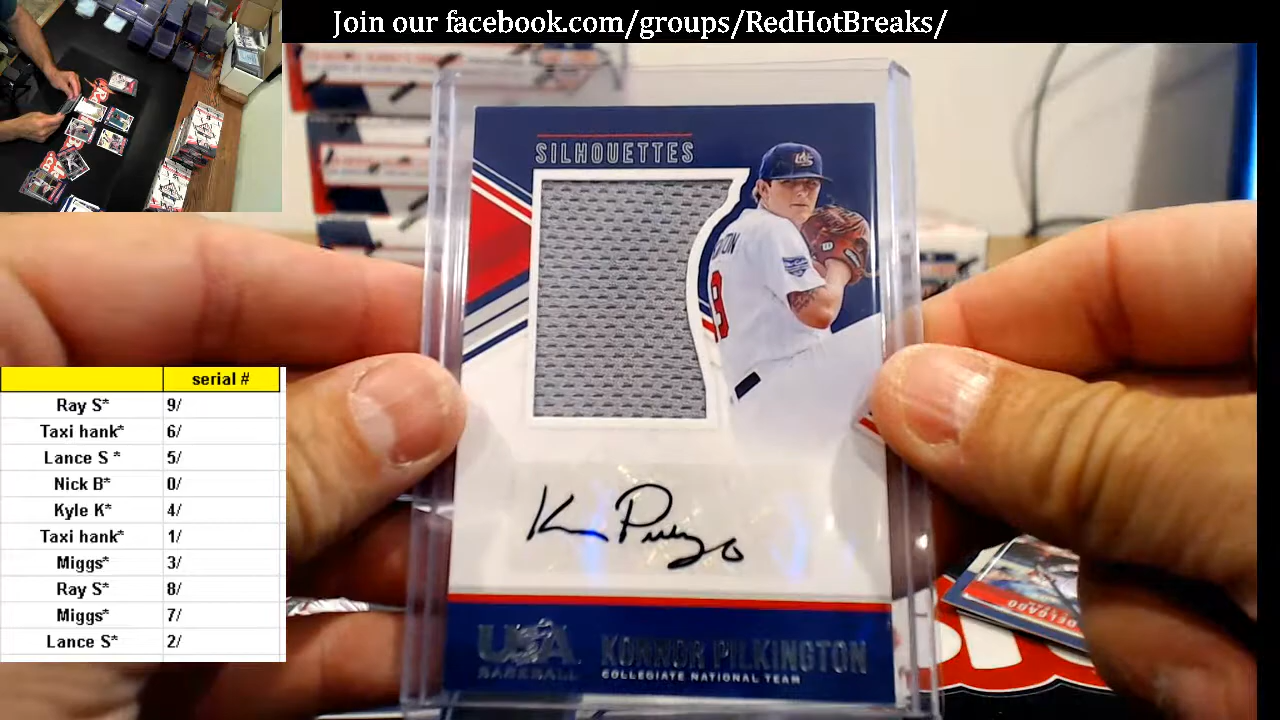 Join our facebook.com/groups/RedHotBreaks/
SILHOUETTES
USA
BASEBALL
KONNOR PILKINGTON
COLLEGIATE NATIONAL TEAM
DELGADO
serial #
Ray S* 9/
Taxi hank* 6/
Lance S * 5/
Nick B* 0/
Kyle K* 4/
Taxi hank* 1/
Miggs* 3/
Ray S* 8/
Miggs* 7/
Lance S* 2/